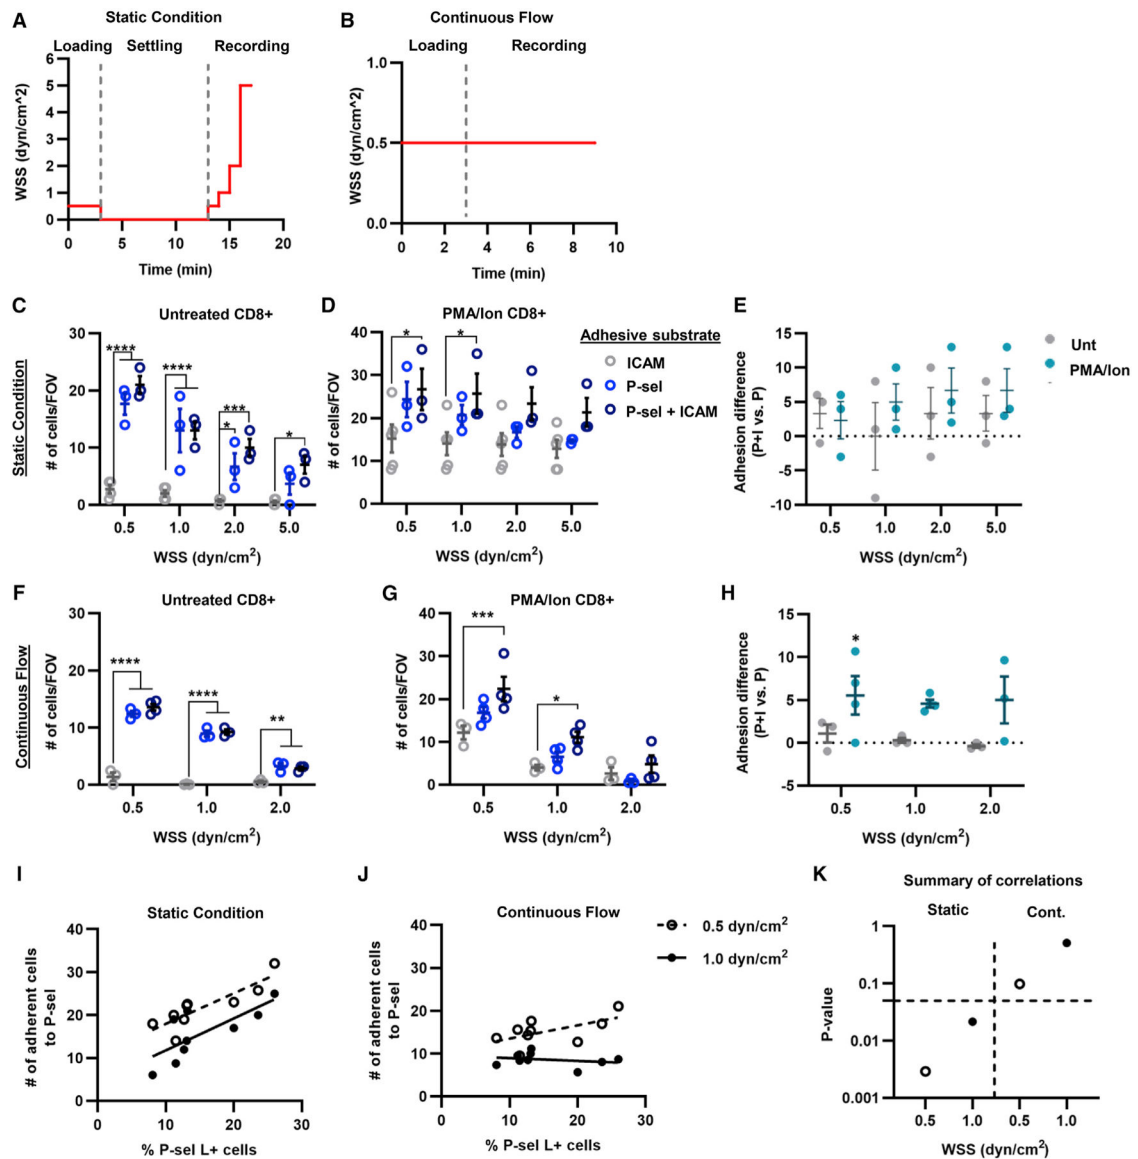 A
Static Condition
Loading Settling Recording
WSS (dyn/cm^2)
6
5
4
3
2
1
0
0 5 10 15 20
Time (min)
B
Continuous Flow
Loading Recording
WSS (dyn/cm^2)
1.0
0.5
0.0
0 2 4 6 8 10
Time (min)
Static Condition
C
Untreated CD8+
# of cells/FOV
30
20
10
0
****
****
***
*
*
0.5 1.0 2.0 5.0
WSS (dyn/cm2)
D
PMA/Ion CD8+
# of cells/FOV
40
30
20
10
0
*
*
0.5 1.0 2.0 5.0
WSS (dyn/cm2)
Adhesive substrate
ICAM
P-sel
P-sel + ICAM
E
Adhesion difference
(P+I vs. P)
15
10
5
0
-5
-10
0.5 1.0 2.0 5.0
WSS (dyn/cm2)
Unt
PMA/Ion
Continuous Flow
F
Untreated CD8+
# of cells/FOV
30
20
10
0
****
****
**
0.5 1.0 2.0
WSS (dyn/cm2)
G
PMA/Ion CD8+
# of cells/FOV
40
30
20
10
0
***
*
0.5 1.0 2.0
WSS (dyn/cm2)
H
Adhesion difference
(P+I vs. P)
15
10
5
0
-5
*
0.5 1.0 2.0
WSS (dyn/cm2)
I
Static Condition
# of adherent cells
to P-sel
40
30
20
10
0
0 10 20 30
% P-sel L+ cells
J
Continuous Flow
# of adherent cells
to P-sel
40
30
20
10
0
0 10 20 30
% P-sel L+ cells
0.5 dyn/cm2
1.0 dyn/cm2
K
Summary of correlations
Static Cont.
P-value
1
0.1
0.01
0.001
0.5 1.0 0.5 1.0
WSS (dyn/cm2)